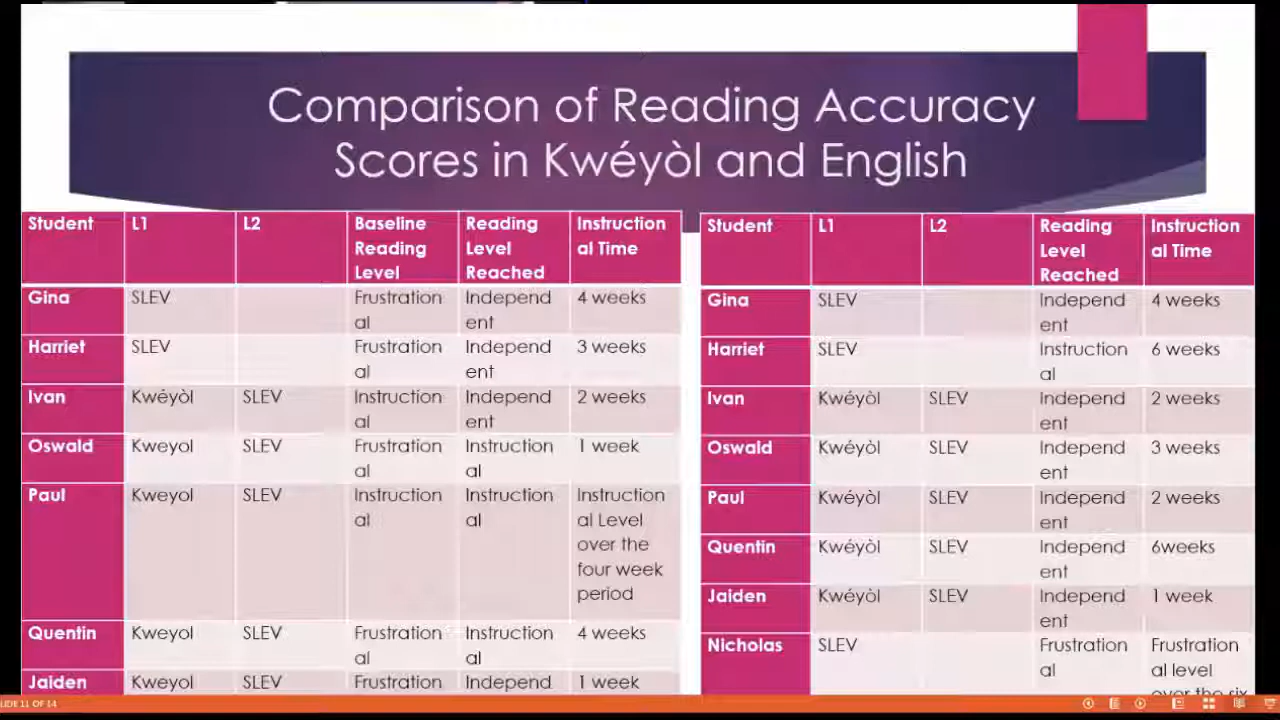 Comparison of Reading Accuracy
Scores in Kwéyòl and English
Student L1 L2 Baseline Reading Level Reading Level Reached Instruction al Time
Gina SLEV Frustration al Independ ent 4 weeks
Harriet SLEV Frustration al Independ ent 3 weeks
Ivan Kwéyòl SLEV Instruction al Independ ent 2 weeks
Oswald Kweyol SLEV Frustration al Instruction al 1 week
Paul Kweyol SLEV Instruction al Instruction al Instruction al Level over the four week period
Quentin Kweyol SLEV Frustration al Instruction al 4 weeks
Jaiden Kweyol SLEV Frustration Independ 1 week
Student L1 L2 Reading Level Reached Instruction al Time
Gina SLEV Independ ent 4 weeks
Harriet SLEV Instruction al 6 weeks
Ivan Kwéyòl SLEV Independ ent 2 weeks
Oswald Kwéyòl SLEV Independ ent 3 weeks
Paul Kwéyòl SLEV Independ ent 2 weeks
Quentin Kwéyòl SLEV Independ ent 6weeks
Jaiden Kwéyòl SLEV Independ ent 1 week
Nicholas SLEV Frustration al Frustration al level over the six
LIDE 11 OF 14